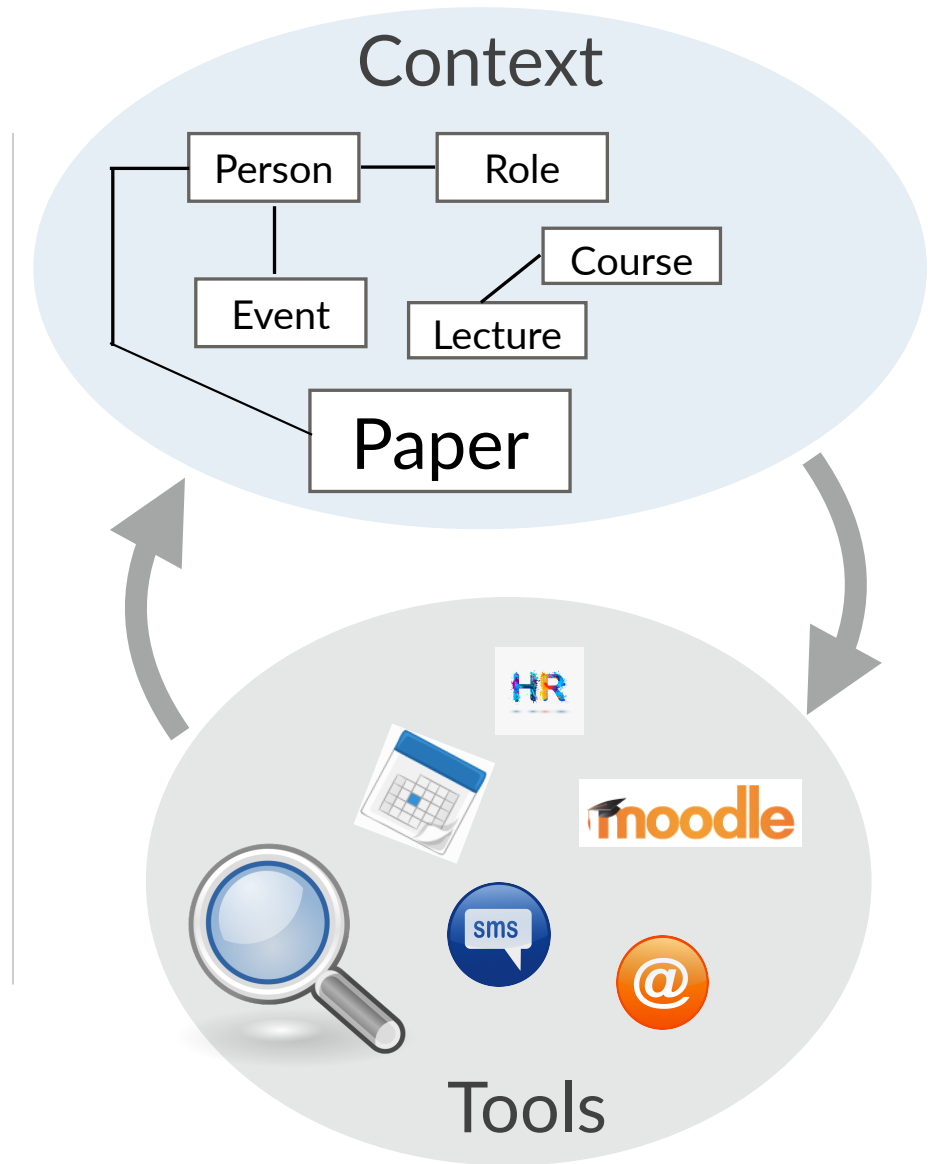 Context
Person
Role
Course
Event
Lecture
Paper
HR
moodle
sms
@
Tools